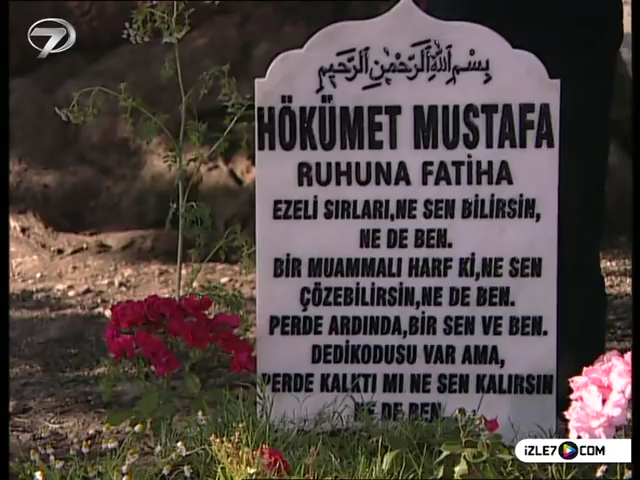 7
بسم الله الرحمن الرحيم
HÖKÜMET MUSTAFA
RUHUNA FATİHA
EZELİ SIRLARI,NE SEN BİLİRSİN,
NE DE BEN.
BİR MUAMMALI HARF Kİ,NE SEN
ÇÖZEBİLİRSİN,NE DE BEN.
PERDE ARDINDA,BİR SEN VE BEN.
DEDİKODUSU VAR AMA,
PERDE KALKTI MI NE SEN KALIRSIN
NE DE BEN
iZLE7.COM